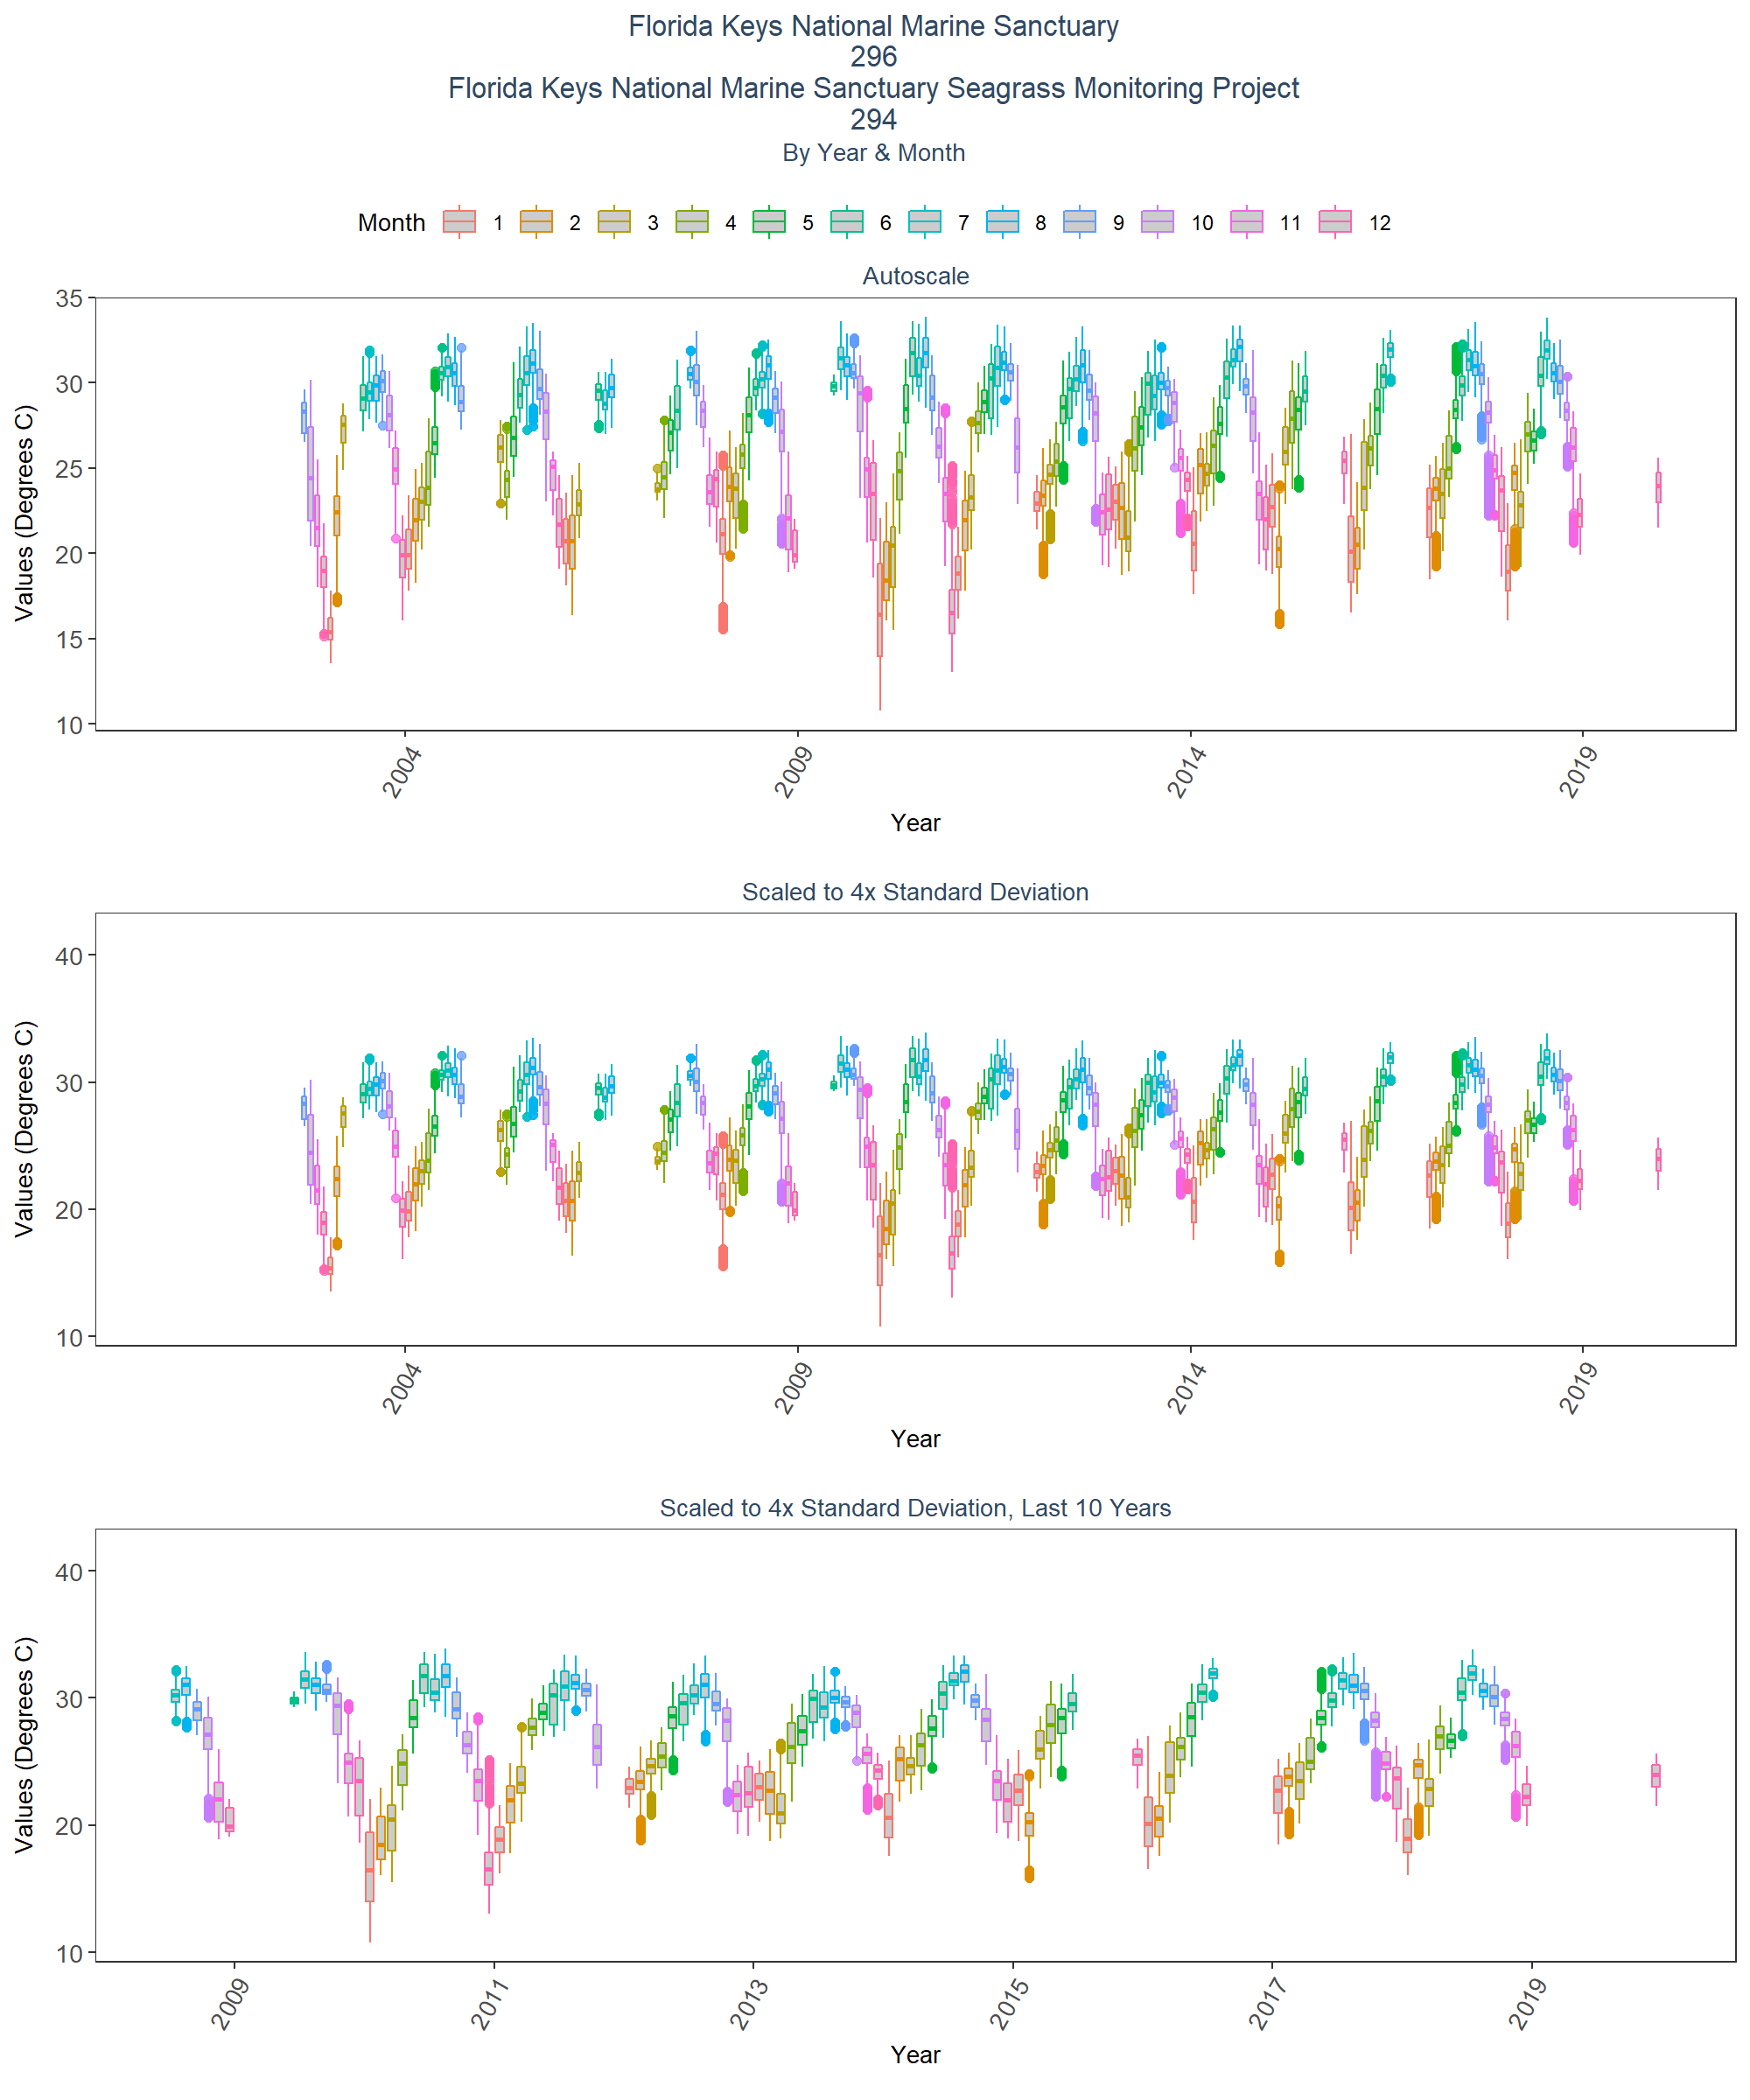 Florida Keys National Marine Sanctuary
296
Florida Keys National Marine Sanctuary Seagrass Monitoring Project
294
By Year & Month
Month 1 2 3 4 5 6 7 8 9 10 11 12
Autoscale
Values (Degrees C)
35
30
25
20
15
10
2004 2009 2014 2019
Year
Scaled to 4x Standard Deviation
Values (Degrees C)
40
30
20
10
2004 2009 2014 2019
Year
Scaled to 4x Standard Deviation, Last 10 Years
Values (Degrees C)
40
30
20
10
2009 2011 2013 2015 2017 2019
Year